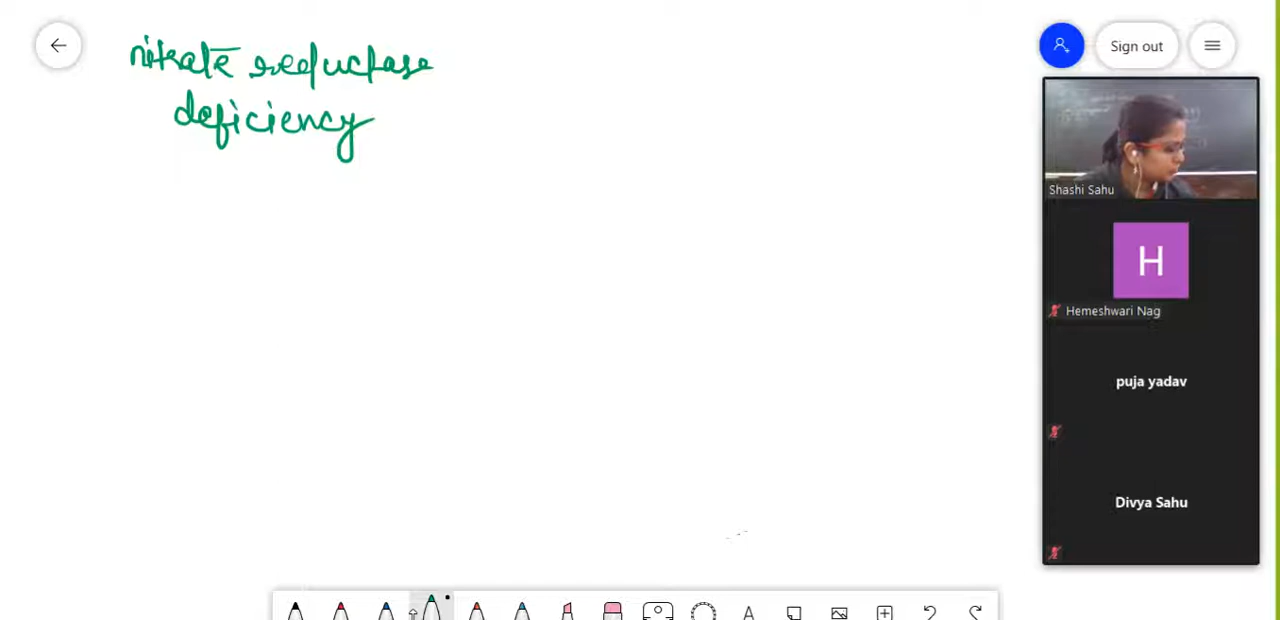 nitrate reductase
deficiency
Sign out
Shashi Sahu
H
Hemeshwari Nag
puja yadav
Divya Sahu
A